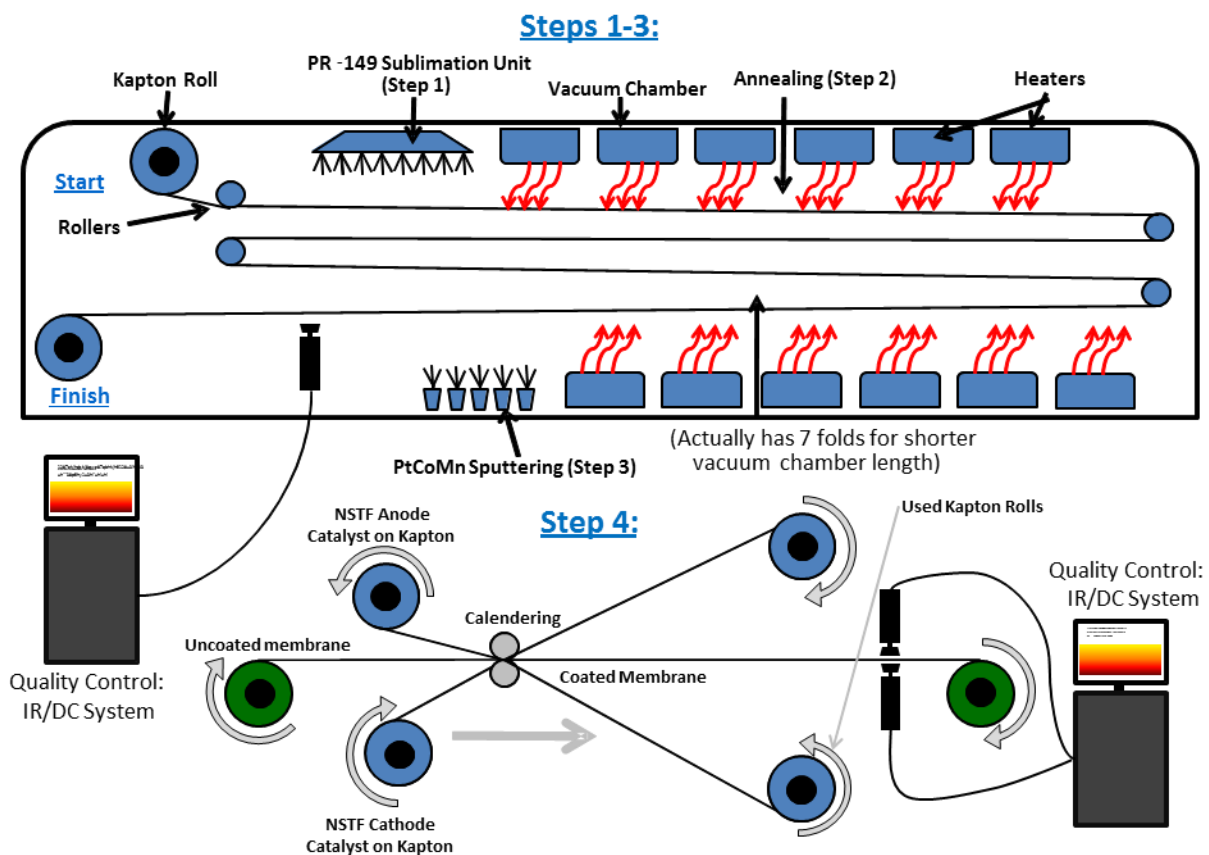 Steps 1-3:
Kapton Roll
PR -149 Sublimation Unit
(Step 1)
Vacuum Chamber
Annealing (Step 2)
Heaters
Start
Rollers
Finish
PtCoMn Sputtering (Step 3)
(Actually has 7 folds for shorter
vacuum chamber length)
Quality Control:
IR/DC System
Step 4:
NSTF Anode
Catalyst on Kapton
Used Kapton Rolls
Calendering
Uncoated membrane
Coated Membrane
Quality Control:
IR/DC System
NSTF Cathode
Catalyst on Kapton